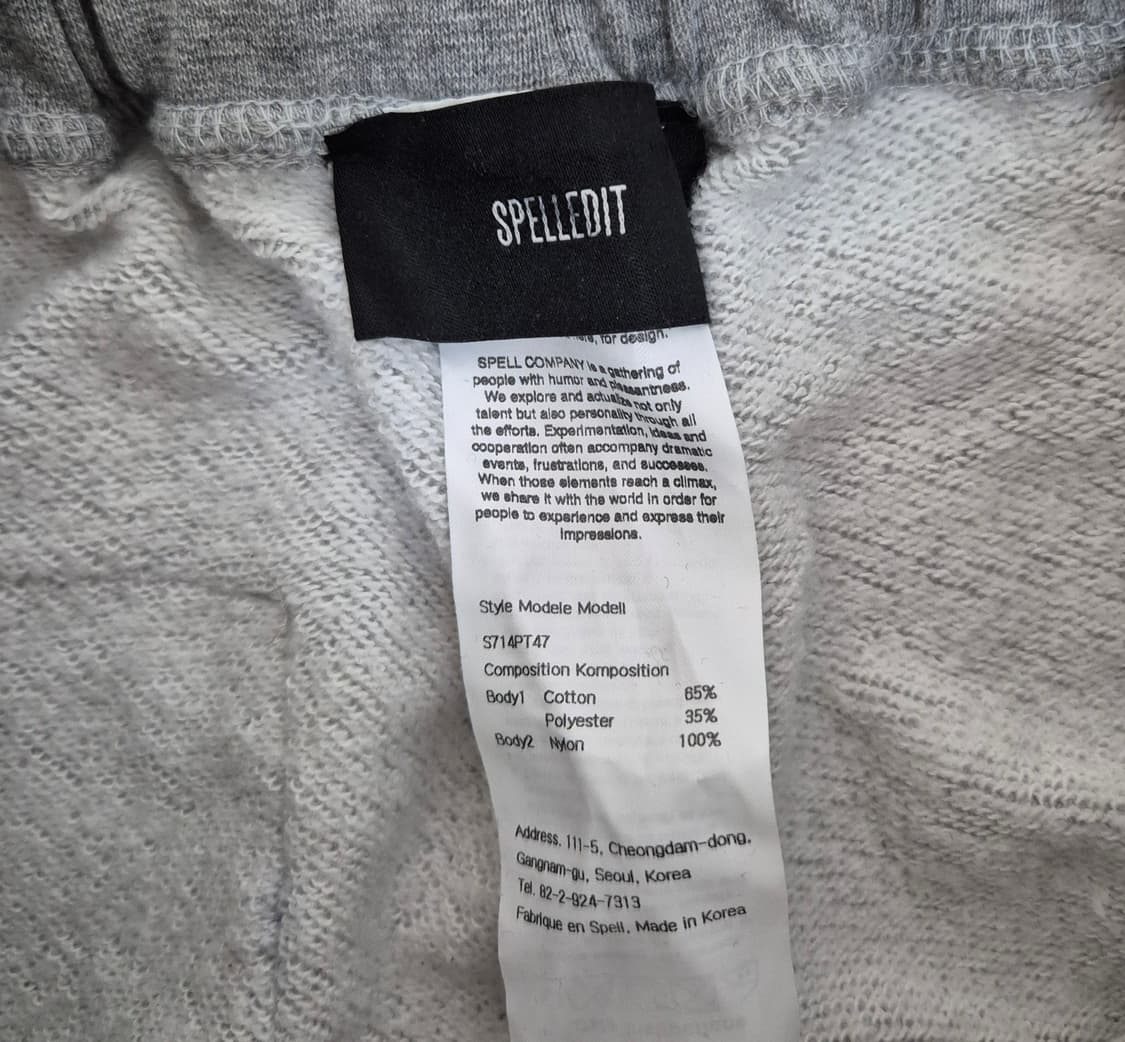 SPELLEDIT
for design.
SPELL COMPANY is a gathering of
people with humor and pleasantness.
We explore and actualize not only
talent but also personality through all
the efforts. Experimentation, ideas and
cooperation often accompany dramatic
events, frustrations, and successes.
When those elements reach a climax,
we share it with the world in order for
people to experience and express their
impressions.
Style Modele Modell
S714PT47
Composition Komposition
Body1 Cotton 65%
Polyester 35%
Body2 Nylon 100%
Address. 111-5, Cheongdam-dong,
Gangnam-gu, Seoul, Korea
Tel. 82-2-924-7313
Fabrique en Spell, Made in Korea